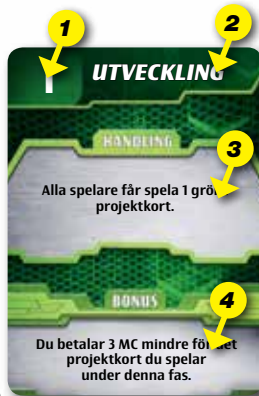 1
2
UTVECKLING
HANDLING
3
Alla spelare får spela 1
projektkort.
BONUS
4
Du betalar 3 MC mindre för det
projektkort du spelar
under denna fas.